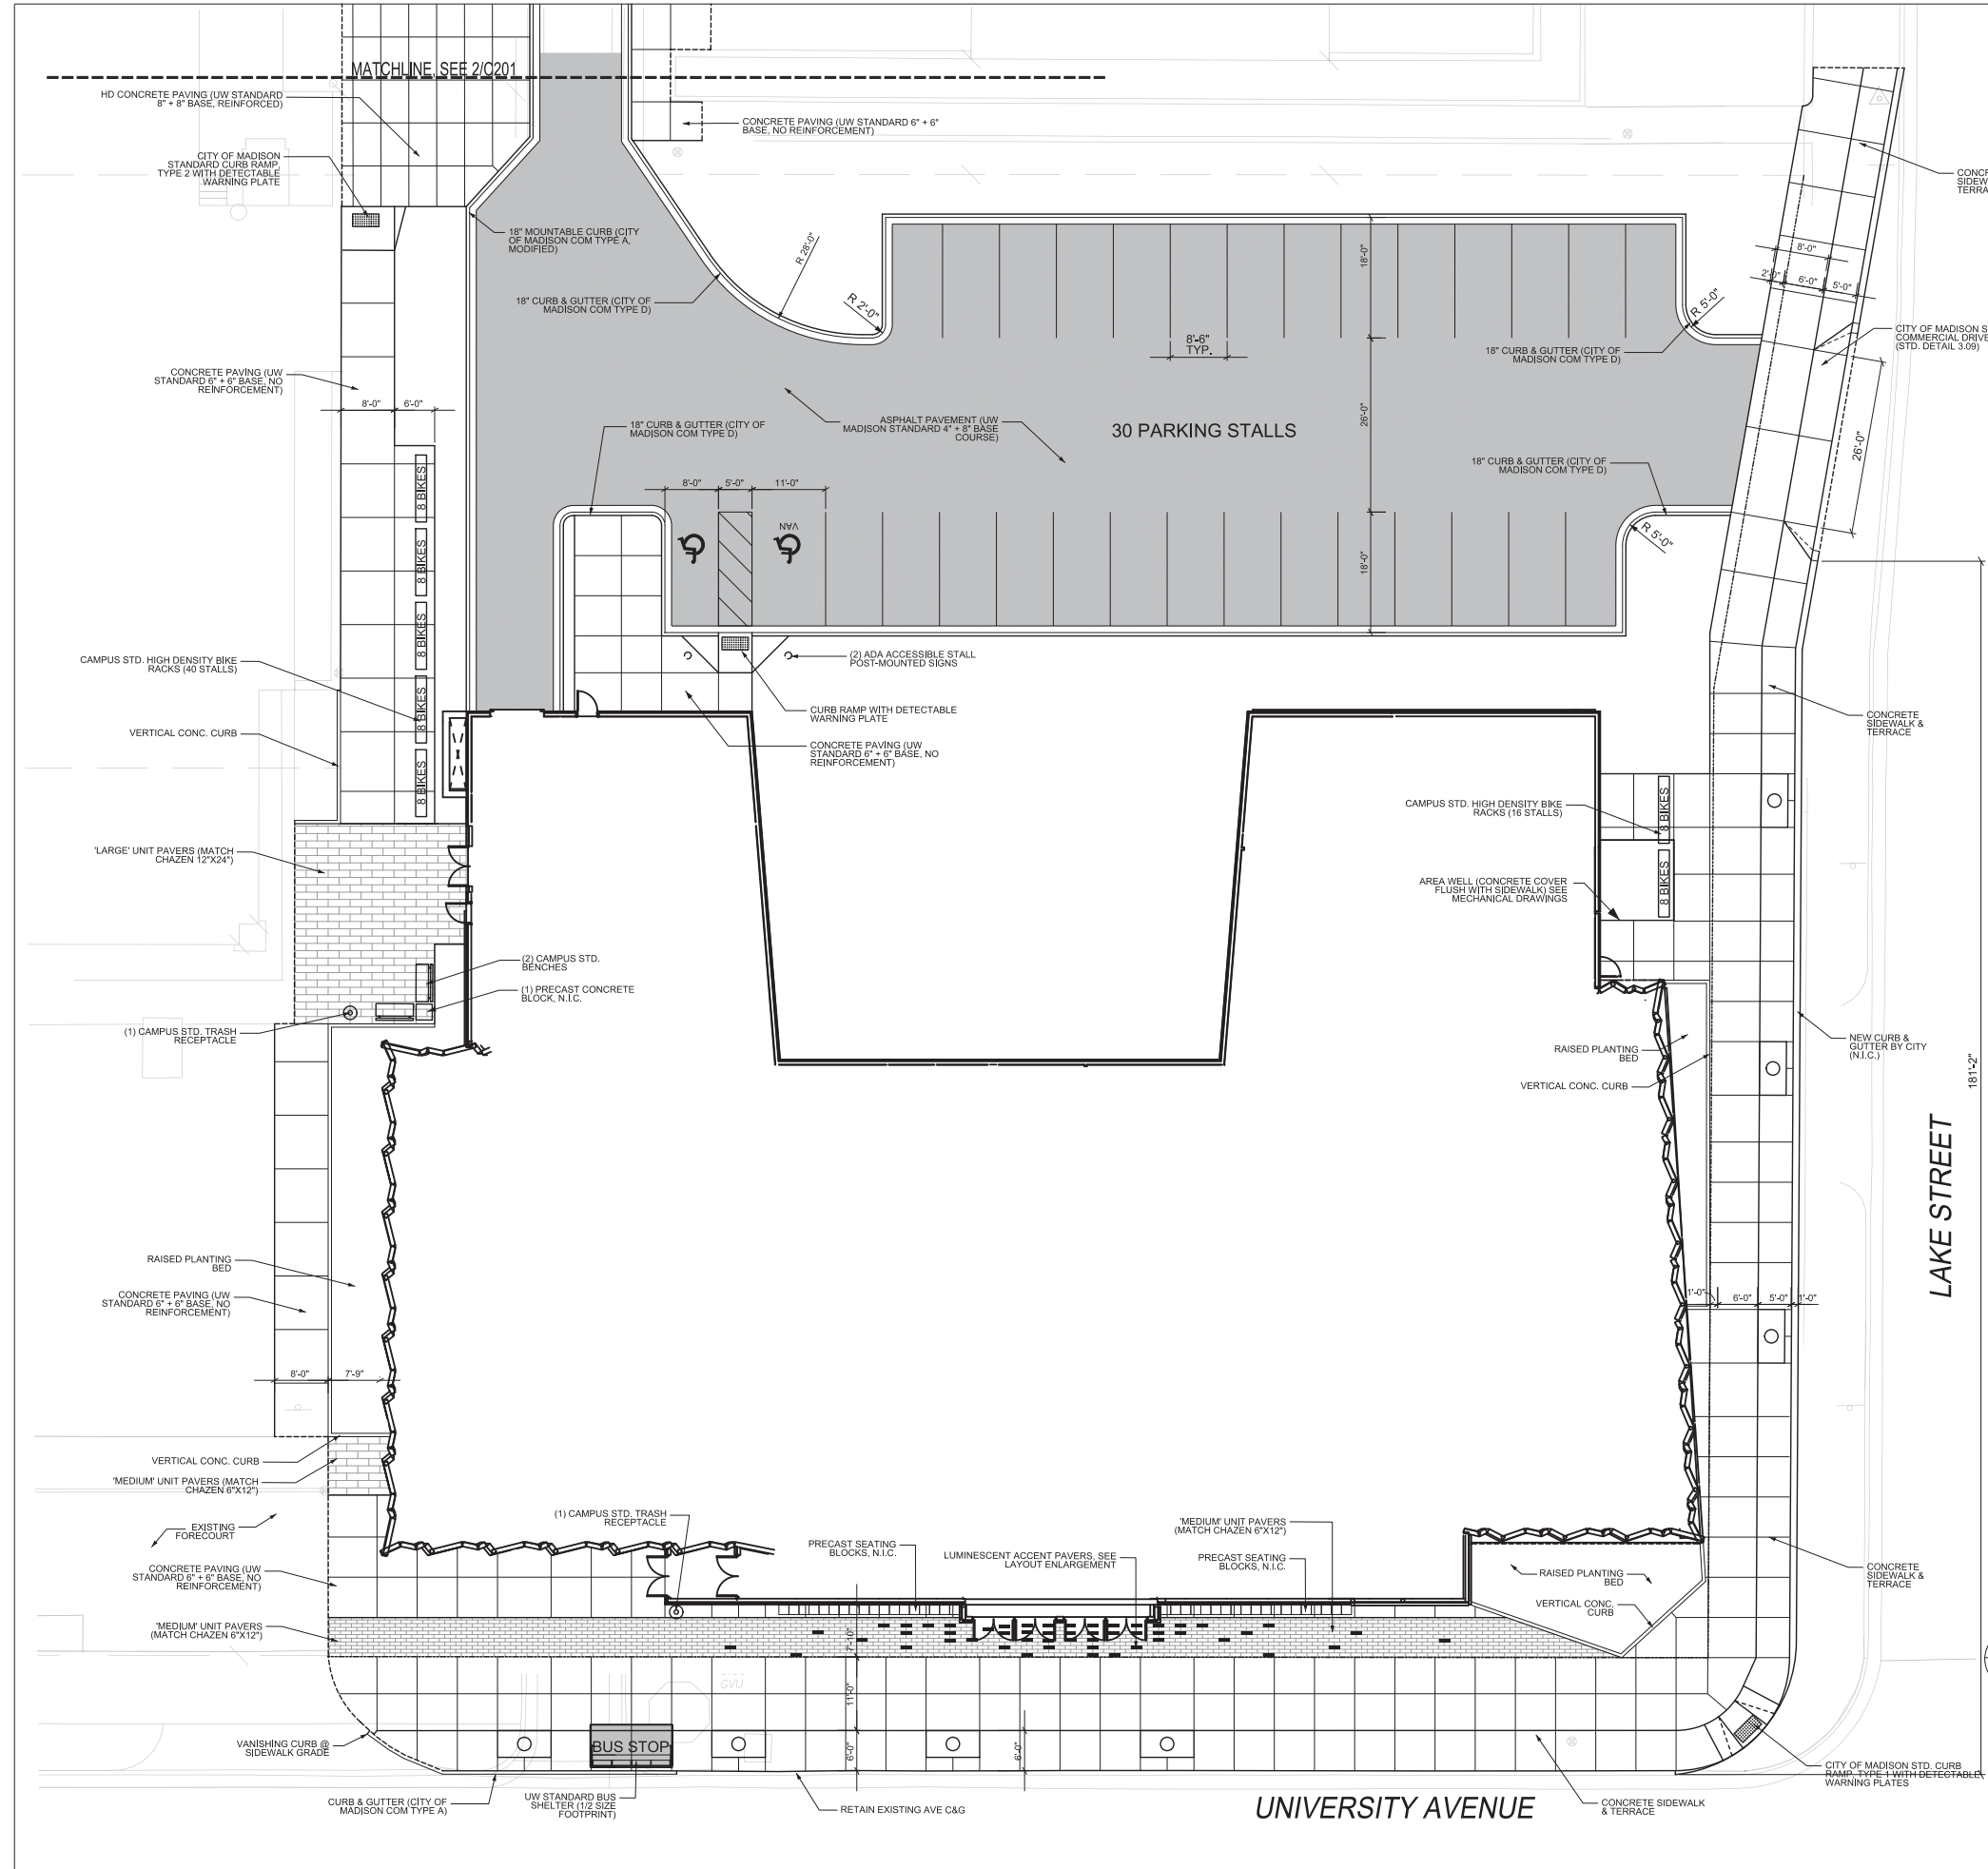 MATCHLINE, SEE 2/C201
HD CONCRETE PAVING (UW STANDARD
8" + 8" BASE, REINFORCED)
CONCRETE PAVING (UW STANDARD 6" + 6"
BASE, NO REINFORCEMENT)
CITY OF MADISON
STANDARD CURB RAMP,
TYPE 2 WITH DETECTABLE
WARNING PLATE
18" MOUNTABLE CURB (CITY
OF MADISON COM TYPE A,
MODIFIED)
R 28'-0"
18" CURB & GUTTER (CITY OF
MADISON COM TYPE D)
R 2'-0"
18'-0"
R 5'-0"
8'-0"
2'-0"
6'-0"
5'-0"
8'-6"
TYP.
18" CURB & GUTTER (CITY OF
MADISON COM TYPE D)
CITY OF MADISON S
COMMERCIAL DRIVE
(STD. DETAIL 3.09)
CONCRETE PAVING (UW
STANDARD 6" + 6" BASE, NO
REINFORCEMENT)
8'-0"
6'-0"
18" CURB & GUTTER (CITY OF
MADISON COM TYPE D)
ASPHALT PAVEMENT (UW
MADISON STANDARD 4" + 8" BASE
COURSE)
26'-0"
30 PARKING STALLS
18" CURB & GUTTER (CITY OF
MADISON COM TYPE D)
26'-0"
8'-0"
5'-0"
11'-0"
VAN
18'-0"
R 5'-0"
8 BIKES
8 BIKES
8 BIKES
8 BIKES
8 BIKES
CAMPUS STD. HIGH DENSITY BIKE
RACKS (40 STALLS)
(2) ADA ACCESSIBLE STALL
POST-MOUNTED SIGNS
CURB RAMP WITH DETECTABLE
WARNING PLATE
VERTICAL CONC. CURB
CONCRETE PAVING (UW
STANDARD 6" + 6" BASE, NO
REINFORCEMENT)
CONCRETE
SIDEWALK &
TERRACE
CAMPUS STD. HIGH DENSITY BIKE
RACKS (16 STALLS)
8 BIKES
8 BIKES
'LARGE' UNIT PAVERS (MATCH
CHAZEN 12"X24")
AREA WELL (CONCRETE COVER
FLUSH WITH SIDEWALK) SEE
MECHANICAL DRAWINGS
(2) CAMPUS STD.
BENCHES
(1) PRECAST CONCRETE
BLOCK, N.I.C.
(1) CAMPUS STD. TRASH
RECEPTACLE
RAISED PLANTING
BED
VERTICAL CONC. CURB
NEW CURB &
GUTTER BY CITY
(N.I.C.)
181'-2"
LAKE STREET
RAISED PLANTING
BED
CONCRETE PAVING (UW
STANDARD 6" + 6" BASE, NO
REINFORCEMENT)
1'-0"
6'-0"
5'-0"
1'-0"
8'-0"
7'-9"
VERTICAL CONC. CURB
'MEDIUM' UNIT PAVERS (MATCH
CHAZEN 6"X12")
EXISTING
FORECOURT
(1) CAMPUS STD. TRASH
RECEPTACLE
PRECAST SEATING
BLOCKS, N.I.C.
LUMINESCENT ACCENT PAVERS, SEE
LAYOUT ENLARGEMENT
'MEDIUM' UNIT PAVERS
(MATCH CHAZEN 6"X12")
PRECAST SEATING
BLOCKS, N.I.C.
RAISED PLANTING
BED
VERTICAL CONC.
CURB
CONCRETE
SIDEWALK &
TERRACE
CONCRETE PAVING (UW
STANDARD 6" + 6" BASE, NO
REINFORCEMENT)
'MEDIUM' UNIT PAVERS
(MATCH CHAZEN 6"X12")
7'-10"
GVU
11'-0"
6'-0"
6'-0"
VANISHING CURB @
SIDEWALK GRADE
BUS STOP
CURB & GUTTER (CITY OF
MADISON COM TYPE A)
UW STANDARD BUS
SHELTER (1/2 SIZE
FOOTPRINT)
RETAIN EXISTING AVE C&G
UNIVERSITY AVENUE
CONCRETE SIDEWALK
& TERRACE
CITY OF MADISON STD. CURB
RAMP, TYPE 1 WITH DETECTABLE
WARNING PLATES